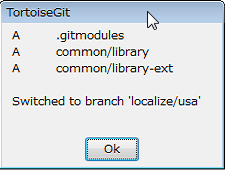 TortoiseGit
A .gitmodules
A common/library
A common/library-ext
Switched to branch 'localize/usa'
Ok